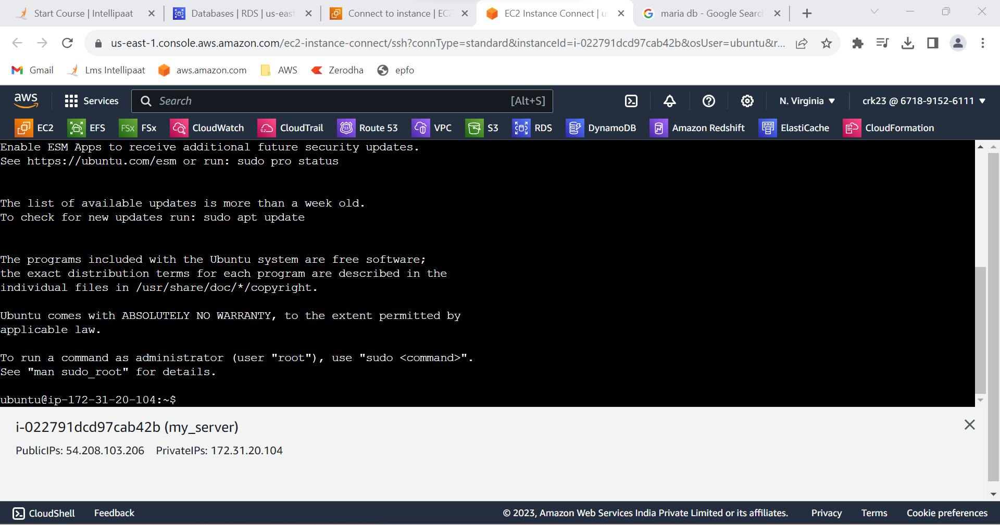 Start Course | Intellipaat
Databases | RDS | us-east
Connect to instance | EC2
EC2 Instance Connect | u
maria db - Google Search
us-east-1.console.aws.amazon.com/ec2-instance-connect/ssh?connType=standard&instanceId=i-022791dcd97cab42b&osUser=ubuntu&r...
Gmail
Lms Intellipaat
aws.amazon.com
AWS
Zerodha
epfo
aws
Services
Search
[Alt+S]
N. Virginia
crk23 @ 6718-9152-6111
EC2
EFS
FSx
FSx
CloudWatch
CloudTrail
53
Route 53
VPC
S3
RDS
DynamoDB
Amazon Redshift
ElastiCache
CloudFormation
Enable ESM Apps to receive additional future security updates.
See https://ubuntu.com/esm or run: sudo pro status
The list of available updates is more than a week old.
To check for new updates run: sudo apt update
The programs included with the Ubuntu system are free software;
the exact distribution terms for each program are described in the
individual files in /usr/share/doc/*/copyright.
Ubuntu comes with ABSOLUTELY NO WARRANTY, to the extent permitted by
applicable law.
To run a command as administrator (user "root"), use "sudo <command>".
See "man sudo_root" for details.
ubuntu@ip-172-31-20-104:~$
i-022791dcd97cab42b (my_server)
PublicIPs: 54.208.103.206 PrivateIPs: 172.31.20.104
CloudShell
Feedback
© 2023, Amazon Web Services India Private Limited or its affiliates.
Privacy
Terms
Cookie preferences